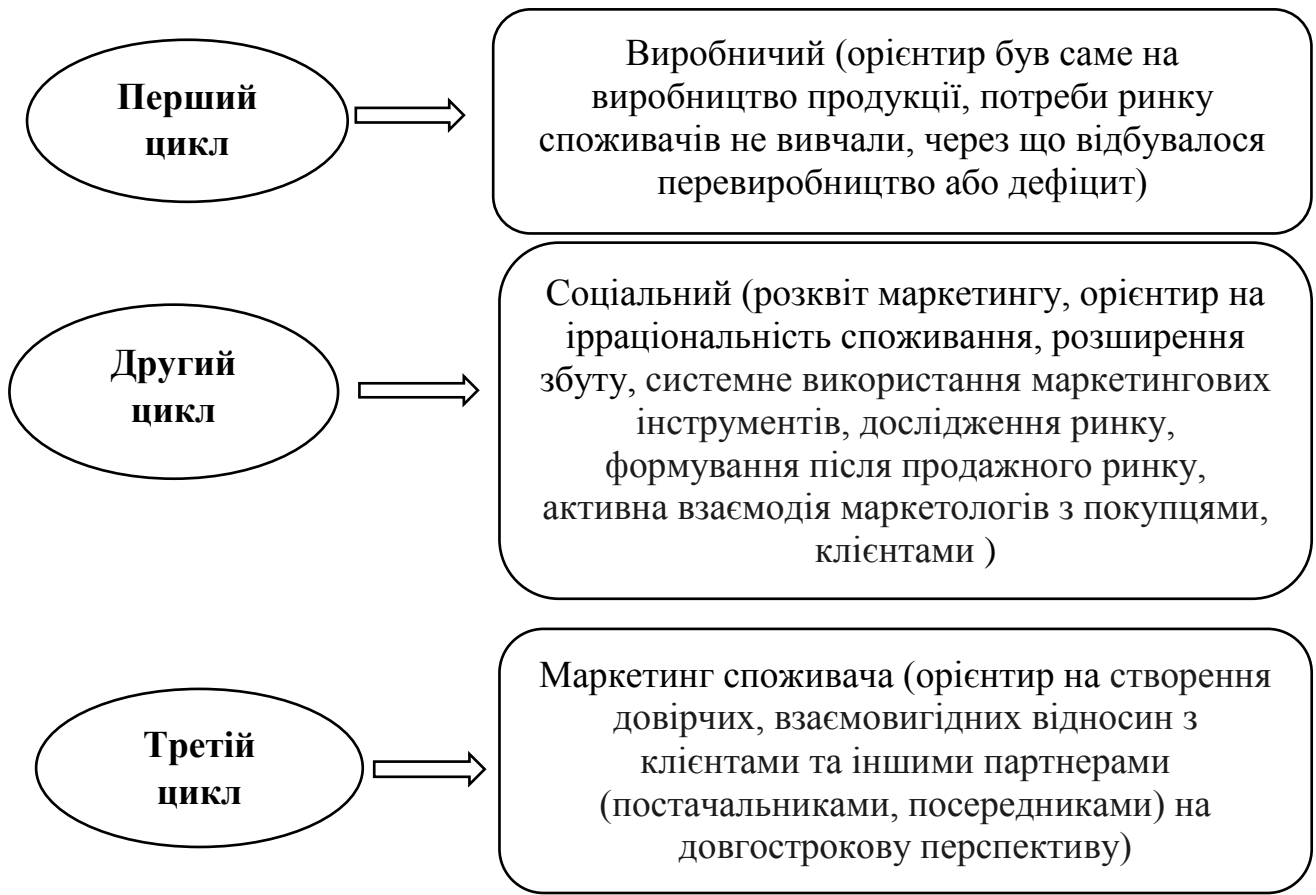 Перший
цикл
Виробничий (орієнтир був саме на
виробництво продукції, потреби ринку
споживачів не вивчали, через що відбувалося
перевиробництво або дефіцит)
Другий
цикл
Соціальний (розквіт маркетингу, орієнтир на
ірраціональність споживання, розширення
збуту, системне використання маркетингових
інструментів, дослідження ринку,
формування після продажного ринку,
активна взаємодія маркетологів з покупцями,
клієнтами )
Третій
цикл
Маркетинг споживача (орієнтир на створення
довірчих, взаємовигідних відносин з
клієнтами та іншими партнерами
(постачальниками, посередниками) на
довгострокову перспективу)